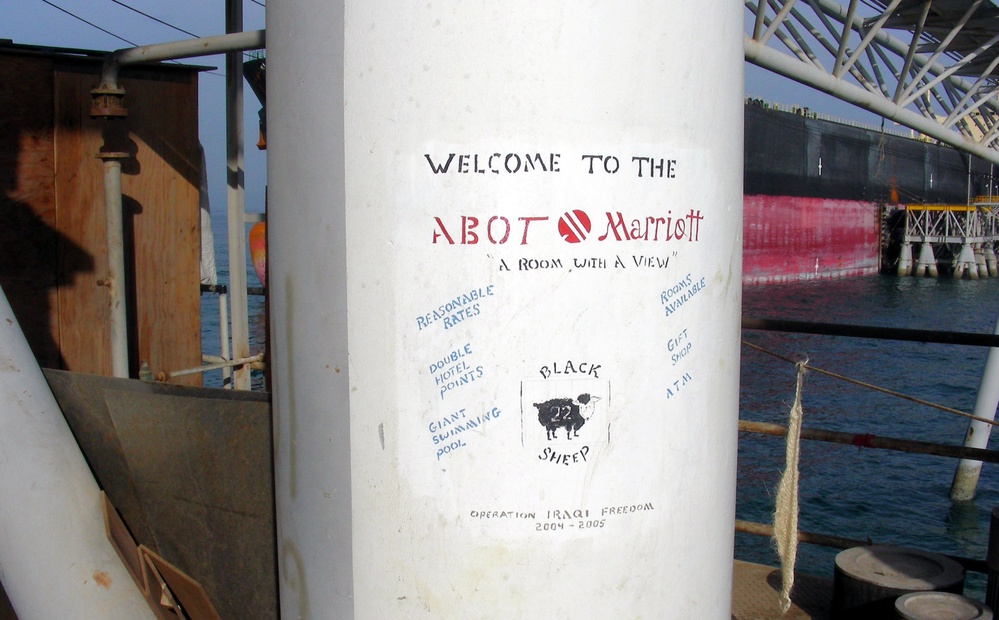 WELCOME TO THE
ABOT Marriott
"A ROOM WITH A VIEW"
REASONABLE
RATES
DOUBLE
HOTEL
POINTS
GIANT
SWIMMING
POOL
ROOMS
AVAILABLE
GIFT
SHOP
ATM
BLACK
22
SHEEP
OPERATION IRAQI FREEDOM
2004-2005